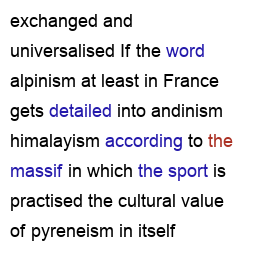 exchanged and
universalised If the word
alpinism at least in France
gets detailed into andinism
himalayism according to the
massif in which the sport is
practised the cultural value
of pyreneism in itself